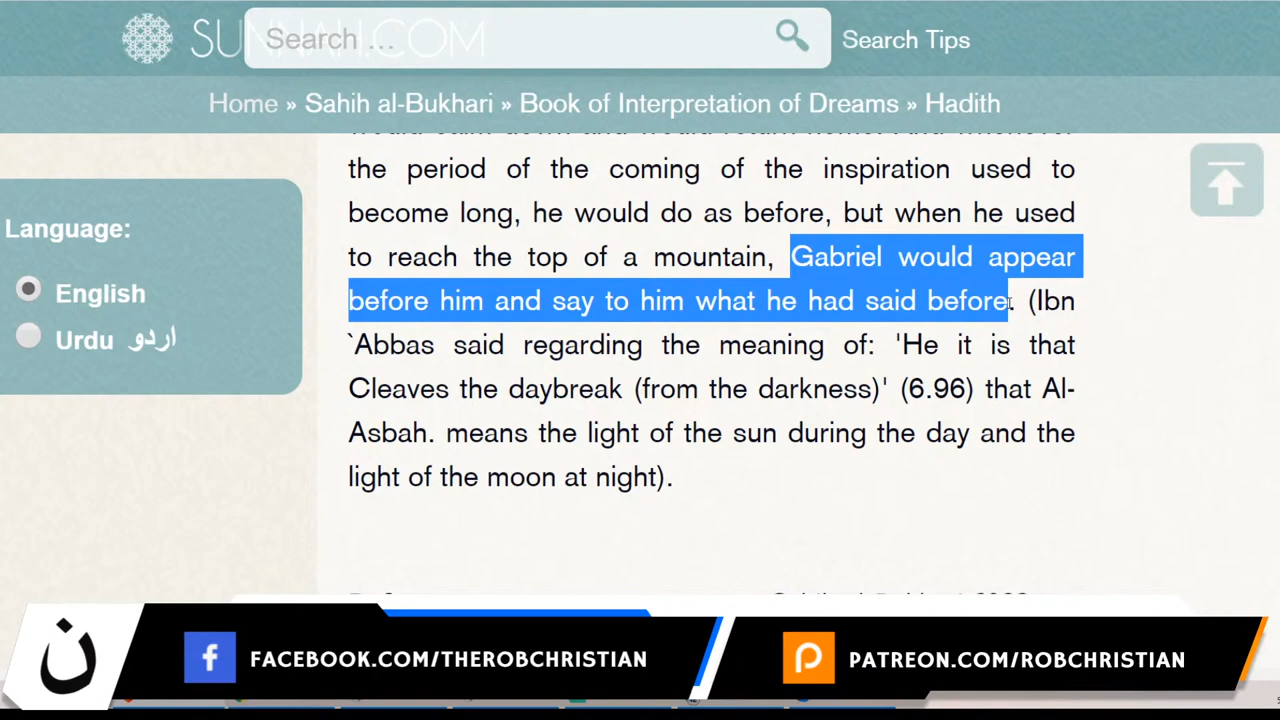 SUNNAH.COM
Search ...
Search Tips
Home » Sahih al-Bukhari » Book of Interpretation of Dreams » Hadith
the period of the coming of the inspiration used to
become long, he would do as before, but when he used
to reach the top of a mountain, Gabriel would appear
before him and say to him what he had said before. (Ibn
`Abbas said regarding the meaning of: 'He it is that
Cleaves the daybreak (from the darkness)' (6.96) that Al-
Asbah. means the light of the sun during the day and the
light of the moon at night).
Language:
English
Urdu اردو
ن
f FACEBOOK.COM/THEROBCHRISTIAN
PATREON.COM/ROBCHRISTIAN